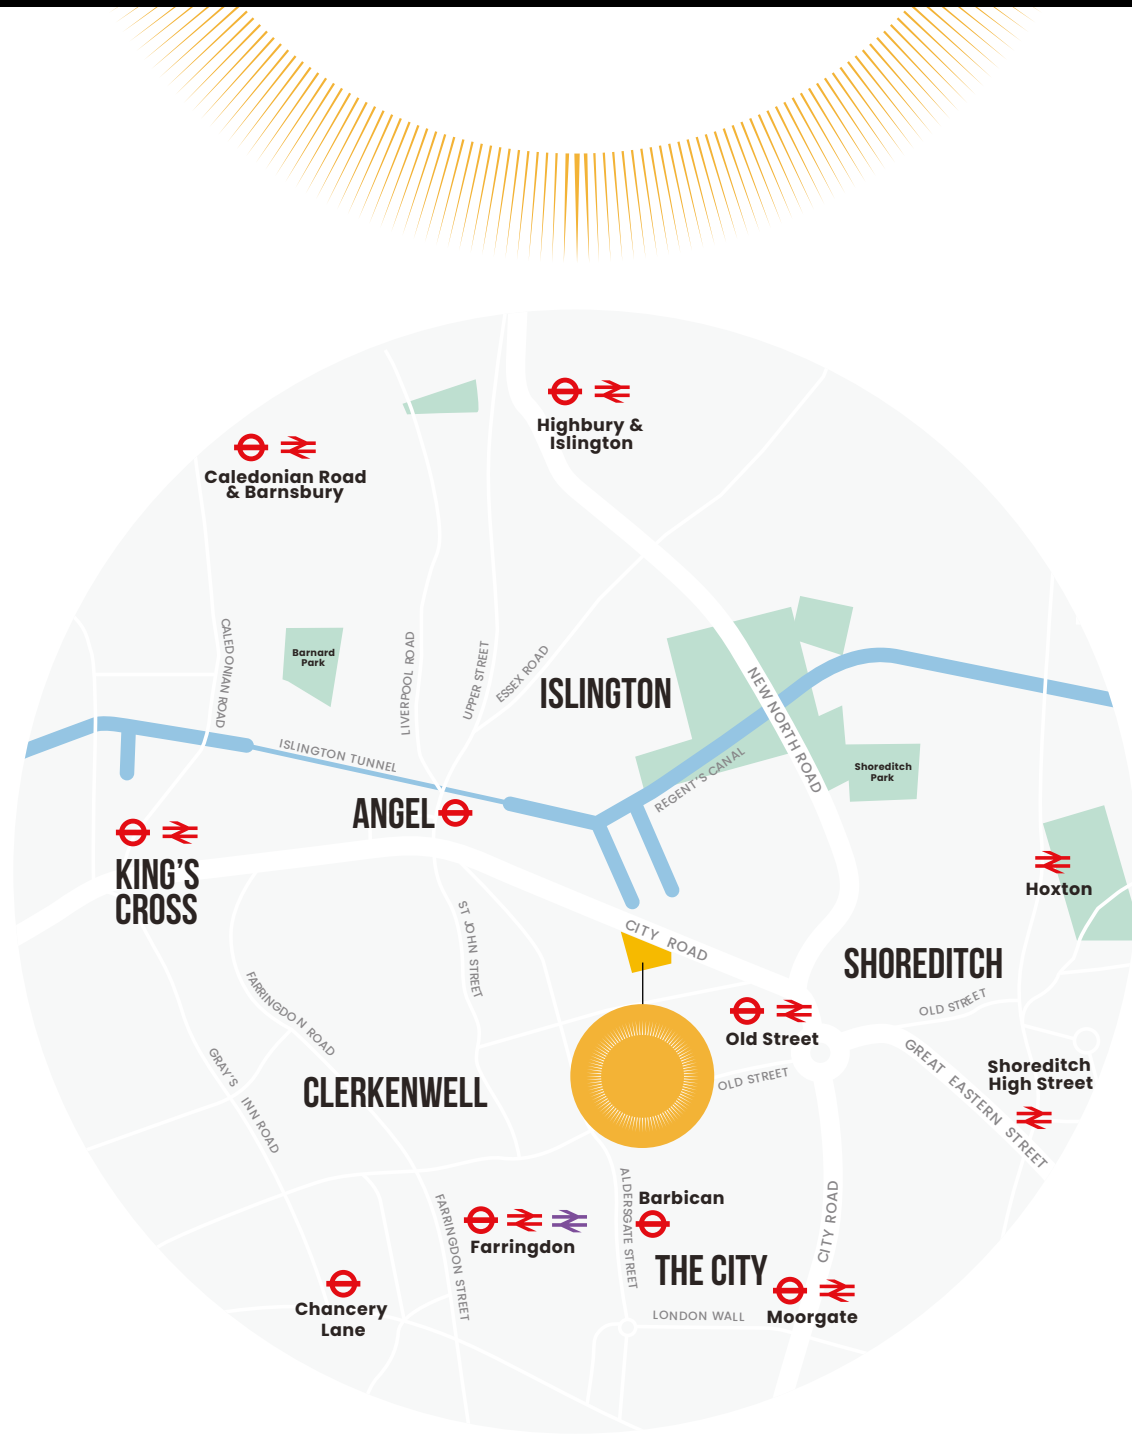 Highbury &
Islington
Caledonian Road
& Barnsbury
CALEDONIAN ROAD
Barnard
Park
LIVERPOOL ROAD
UPPER STREET
ESSEX ROAD
ISLINGTON
NEW NORTH ROAD
ISLINGTON TUNNEL
REGENT'S CANAL
Shoreditch
Park
ANGEL
KING'S
CROSS
Hoxton
ST JOHN STREET
CITY ROAD
SHOREDITCH
FARRINGDON ROAD
OLD STREET
Old Street
GRAY'S INN ROAD
GREAT EASTERN STREET
Shoreditch
High Street
CLERKENWELL
OLD STREET
ALDERSGATE STREET
Barbican
CITY ROAD
FARRINGDON STREET
Farringdon
THE CITY
Chancery
Lane
LONDON WALL
Moorgate